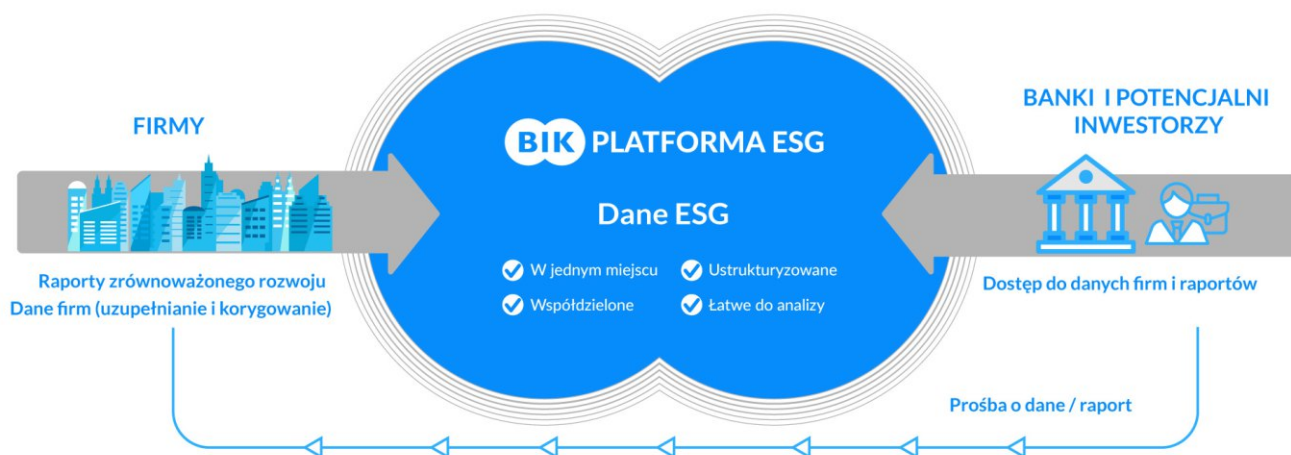 FIRMY
Raporty zrównoważonego rozwoju
Dane firm (uzupełnianie i korygowanie)
BIK PLATFORMA ESG
Dane ESG
W jednym miejscu
Ustrukturyzowane
Współdzielone
Łatwe do analizy
BANKI I POTENCJALNI
INWESTORZY
Dostęp do danych firm i raportów
Prośba o dane / raport